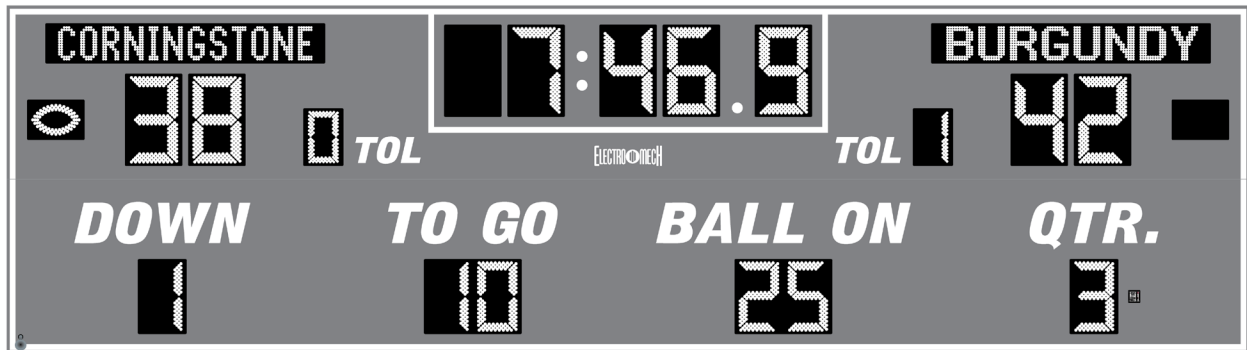 CORNINGSTONE
7:46.9
BURGUNDY
38
0 TOL
ELECTRO MECH
TOL 1
42
DOWN
TO GO
BALL ON
QTR.
1
10
25
3